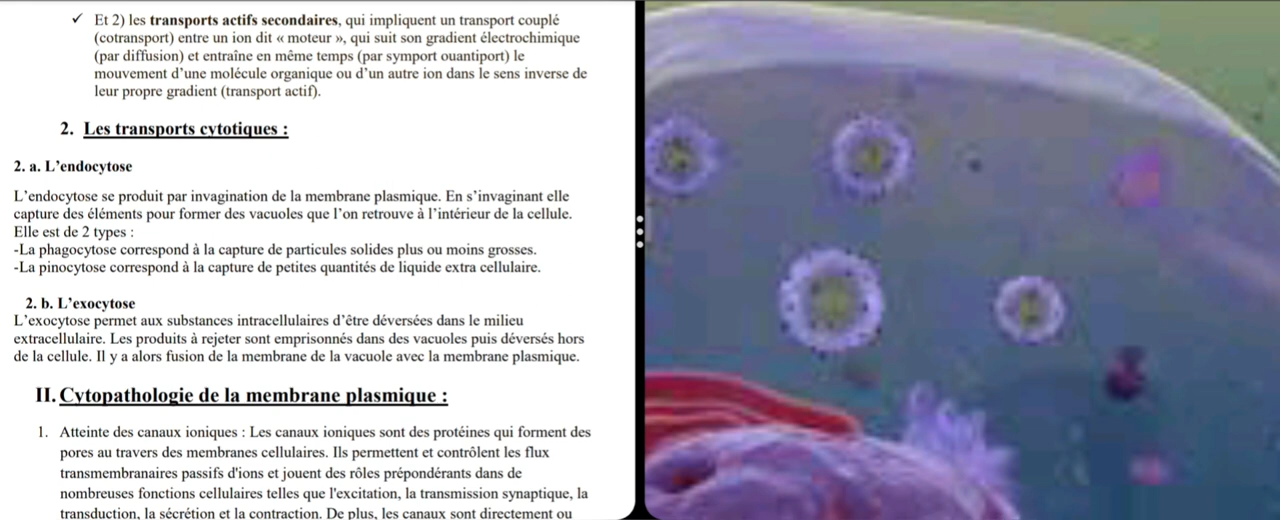 ✓ Et 2) les transports actifs secondaires, qui impliquent un transport couplé
(cotransport) entre un ion dit « moteur », qui suit son gradient électrochimique
(par diffusion) et entraîne en même temps (par symport ouantiport) le
mouvement d’une molécule organique ou d’un autre ion dans le sens inverse de
leur propre gradient (transport actif).
2. Les transports cytotiques :
2. a. L’endocytose
L’endocytose se produit par invagination de la membrane plasmique. En s’invaginant elle
capture des éléments pour former des vacuoles que l’on retrouve à l’intérieur de la cellule.
Elle est de 2 types :
-La phagocytose correspond à la capture de particules solides plus ou moins grosses.
-La pinocytose correspond à la capture de petites quantités de liquide extra cellulaire.
2. b. L’exocytose
L’exocytose permet aux substances intracellulaires d’être déversées dans le milieu
extracellulaire. Les produits à rejeter sont emprisonnés dans des vacuoles puis déversés hors
de la cellule. Il y a alors fusion de la membrane de la vacuole avec la membrane plasmique.
II. Cytopathologie de la membrane plasmique :
1. Atteinte des canaux ioniques : Les canaux ioniques sont des protéines qui forment des
pores au travers des membranes cellulaires. Ils permettent et contrôlent les flux
transmembranaires passifs d'ions et jouent des rôles prépondérants dans de
nombreuses fonctions cellulaires telles que l'excitation, la transmission synaptique, la
transduction, la sécrétion et la contraction. De plus, les canaux sont directement ou